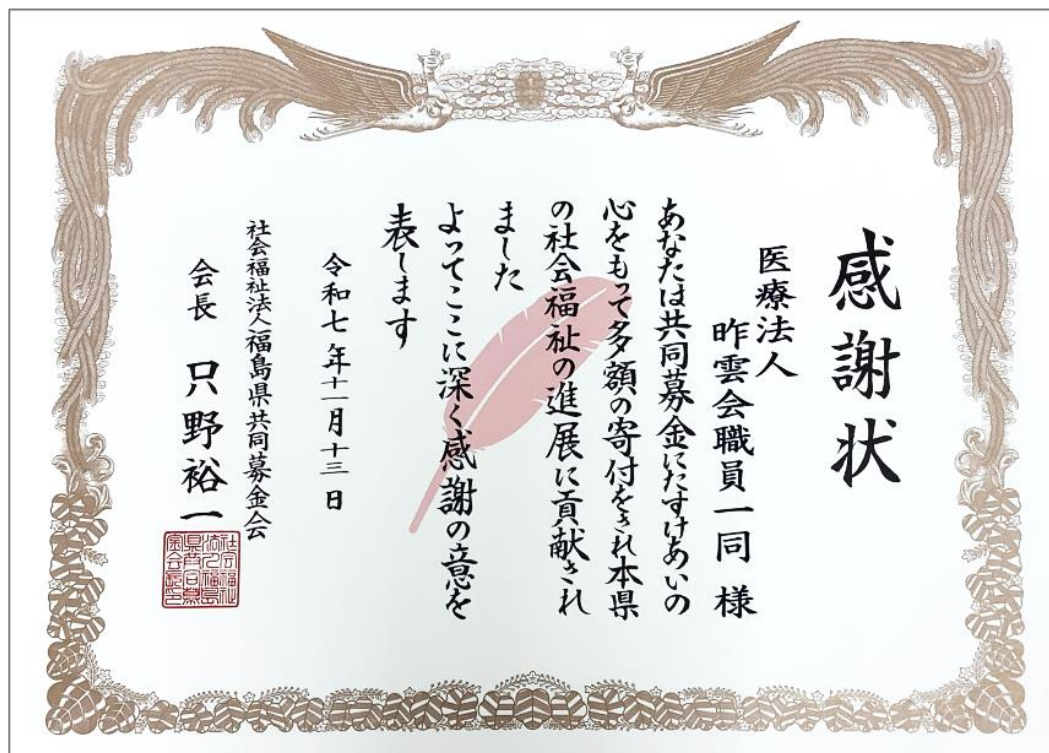 感謝状
医療法人
昨雲会職員一同 様
あなたは共同募金にたすけあいの
心をもって多額の寄付をされ本県
の社会福祉の進展に貢献され
ました
よってここに深く感謝の意を
表します
令和七年十一月十三日
社会福祉法人福島県共同募金会
会長 只野裕一